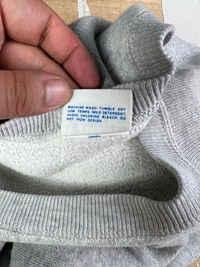 MACHINE WASH. TUMBLE DRY
LOW TEMPS. MILD DETERGENT.
AVOID CHLORINE BLEACH. DO
NOT IRON DESIGN.